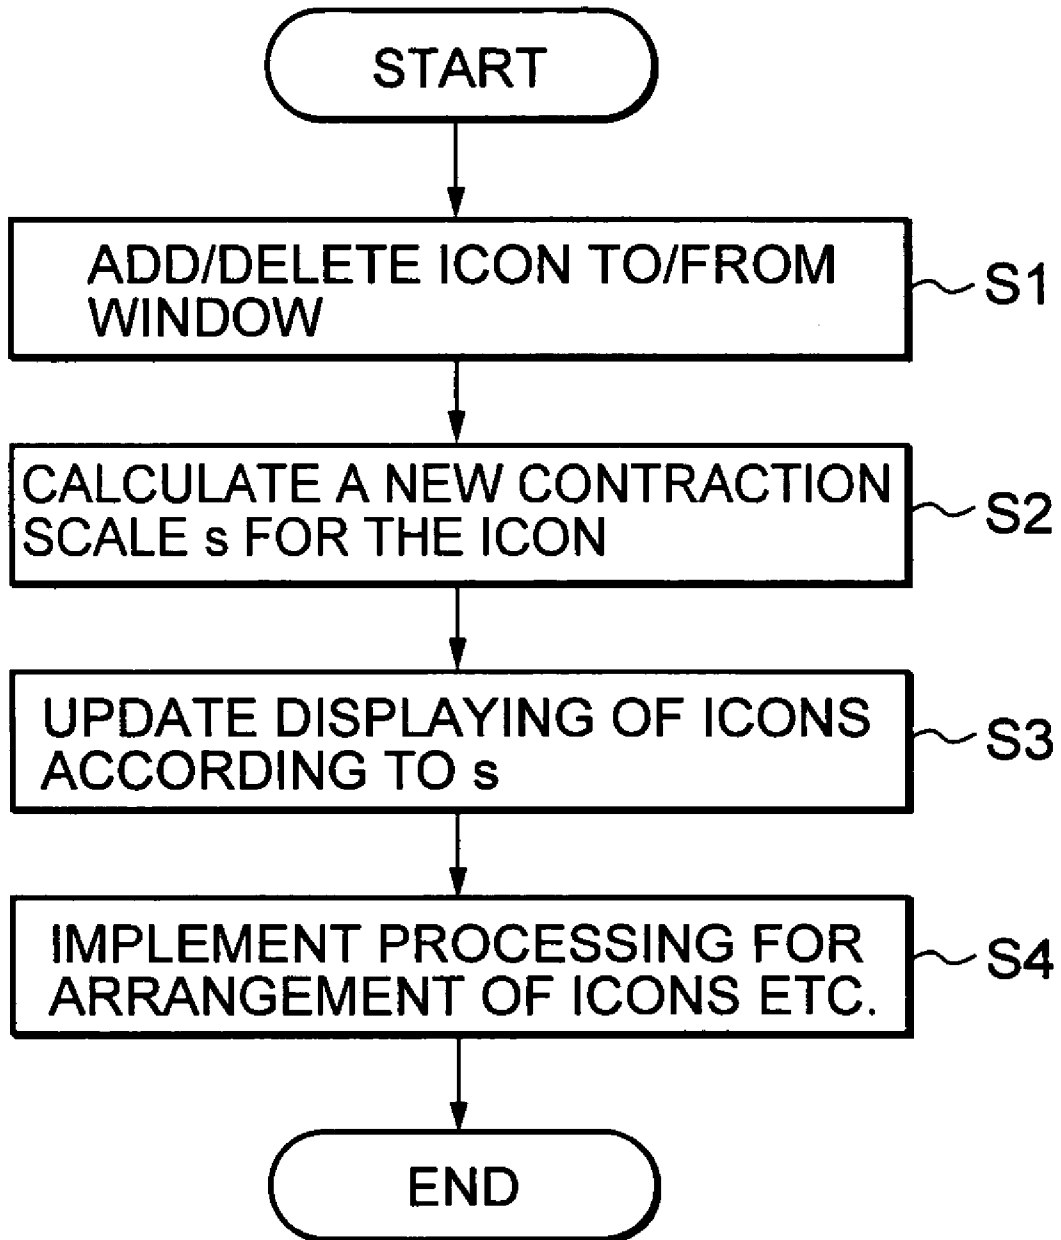 START
ADD/DELETE ICON TO/FROM
WINDOW
S1
CALCULATE A NEW CONTRACTION
SCALE s FOR THE ICON
S2
UPDATE DISPLAYING OF ICONS
ACCORDING TO s
S3
IMPLEMENT PROCESSING FOR
ARRANGEMENT OF ICONS ETC.
S4
END